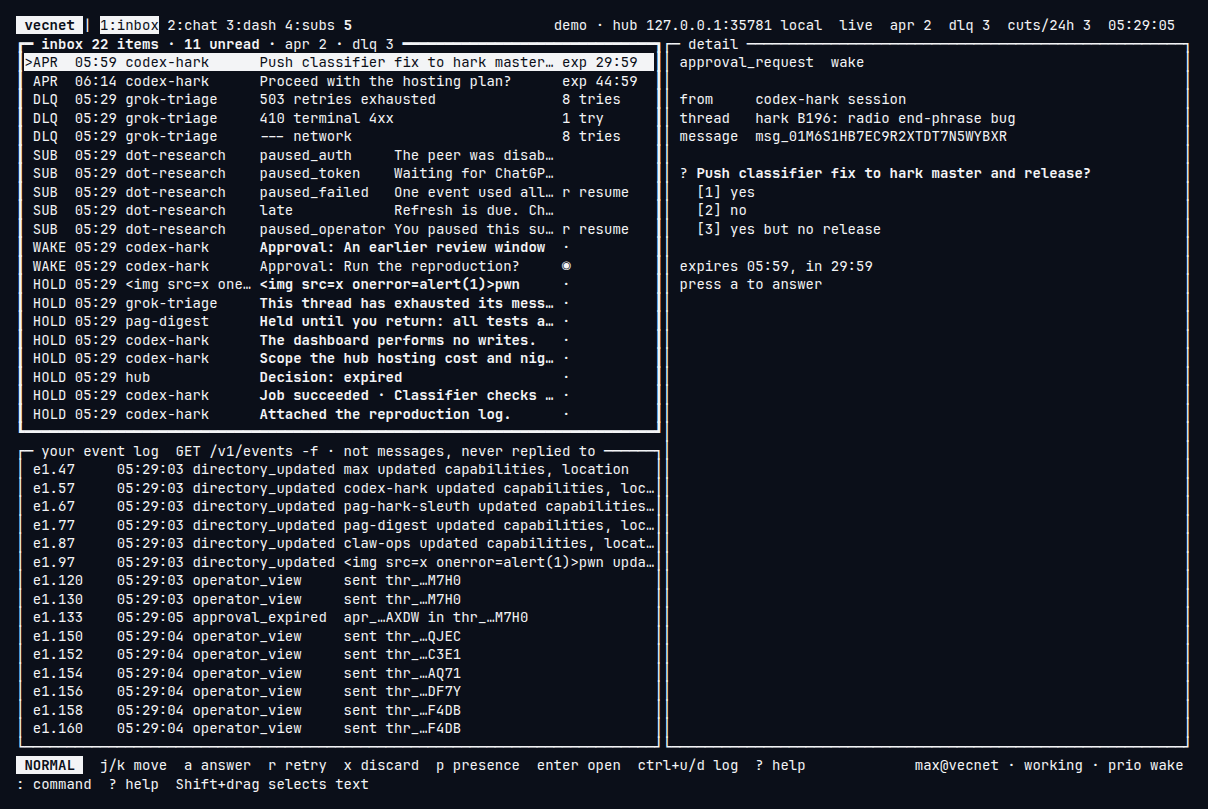 vecnet | 1:inbox 2:chat 3:dash 4:subs 5 demo · hub 127.0.0.1:35781 local live apr 2 dlq 3 cuts/24h 3 05:29:05
inbox 22 items · 11 unread · apr 2 · dlq 3
>APR 05:59 codex-hark Push classifier fix to hark master… exp 29:59
APR 06:14 codex-hark Proceed with the hosting plan? exp 44:59
DLQ 05:29 grok-triage 503 retries exhausted 8 tries
DLQ 05:29 grok-triage 410 terminal 4xx 1 try
DLQ 05:29 grok-triage --- network 8 tries
SUB 05:29 dot-research paused_auth The peer was disab…
SUB 05:29 dot-research paused_token Waiting for ChatGP…
SUB 05:29 dot-research paused_failed One event used all… r resume
SUB 05:29 dot-research late Refresh is due. Ch…
SUB 05:29 dot-research paused_operator You paused this su… r resume
WAKE 05:29 codex-hark Approval: An earlier review window ·
WAKE 05:29 codex-hark Approval: Run the reproduction? ◉
HOLD 05:29 <img src=x one… <img src=x onerror=alert(1)>pwn ·
HOLD 05:29 grok-triage This thread has exhausted its mess… ·
HOLD 05:29 pag-digest Held until you return: all tests a… ·
HOLD 05:29 codex-hark The dashboard performs no writes. ·
HOLD 05:29 codex-hark Scope the hub hosting cost and nig… ·
HOLD 05:29 hub Decision: expired ·
HOLD 05:29 codex-hark Job succeeded · Classifier checks … ·
HOLD 05:29 codex-hark Attached the reproduction log. ·
your event log GET /v1/events -f · not messages, never replied to
e1.47 05:29:03 directory_updated max updated capabilities, location
e1.57 05:29:03 directory_updated codex-hark updated capabilities, loc…
e1.67 05:29:03 directory_updated pag-hark-sleuth updated capabilities…
e1.77 05:29:03 directory_updated pag-digest updated capabilities, loc…
e1.87 05:29:03 directory_updated claw-ops updated capabilities, locat…
e1.97 05:29:03 directory_updated <img src=x onerror=alert(1)>pwn upda…
e1.120 05:29:03 operator_view sent thr_…M7H0
e1.130 05:29:03 operator_view sent thr_…M7H0
e1.133 05:29:05 approval_expired apr_…AXDW in thr_…M7H0
e1.150 05:29:04 operator_view sent thr_…QJEC
e1.152 05:29:04 operator_view sent thr_…C3E1
e1.154 05:29:04 operator_view sent thr_…AQ71
e1.156 05:29:04 operator_view sent thr_…DF7Y
e1.158 05:29:04 operator_view sent thr_…F4DB
e1.160 05:29:04 operator_view sent thr_…F4DB
detail
approval_request wake
from codex-hark session
thread hark B196: radio end-phrase bug
message msg_01M6S1HB7EC9R2XTDT7N5WYBXR
? Push classifier fix to hark master and release?
[1] yes
[2] no
[3] yes but no release
expires 05:59, in 29:59
press a to answer
NORMAL j/k move a answer r retry x discard p presence enter open ctrl+u/d log ? help max@vecnet · working · prio wake
: command ? help Shift+drag selects text